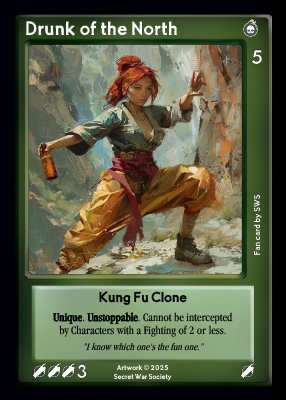 Drunk of the North
5
Fan card by SWS
Kung Fu Clone
Unique. Unstoppable. Cannot be intercepted
by Characters with a Fighting of 2 or less.
"I know which one's the fun one."
3
Artwork © 2025
Secret War Society